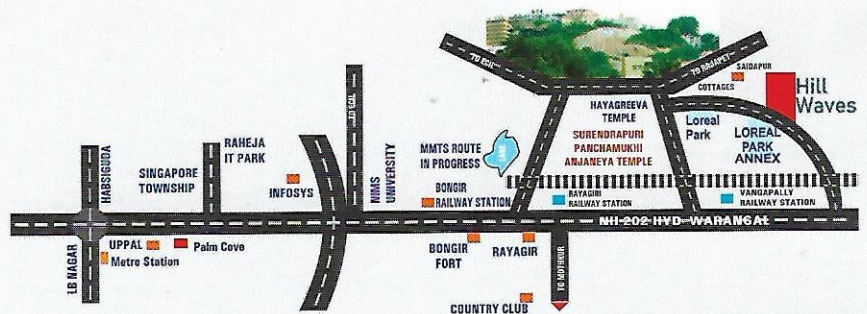 TO ECIL
TO RAJAPET
SAIDAPUR
COTTAGES
Hill
Waves
HABSIGUDA
SINGAPORE
TOWNSHIP
RAHEJA
IT PARK
INFOSYS
TO ECIL
NIMS
UNIVERSITY
MMTS ROUTE
IN PROGRESS
HAYAGREEVA
TEMPLE
SURENDRAPURI
PANCHAMUKHI
ANJANEYA TEMPLE
Loreal
Park
LOREAL
PARK
ANNEX
BONGIR
RAILWAY STATION
RAYAGIRI
RAILWAY STATION
VANGAPALLY
RAILWAY STATION
NH-202 HYD-WARANGAL
LB NAGAR
UPPAL
Metro Station
Palm Cove
BONGIR
FORT
RAYAGIR
TO MOTHKUR
COUNTRY CLUB